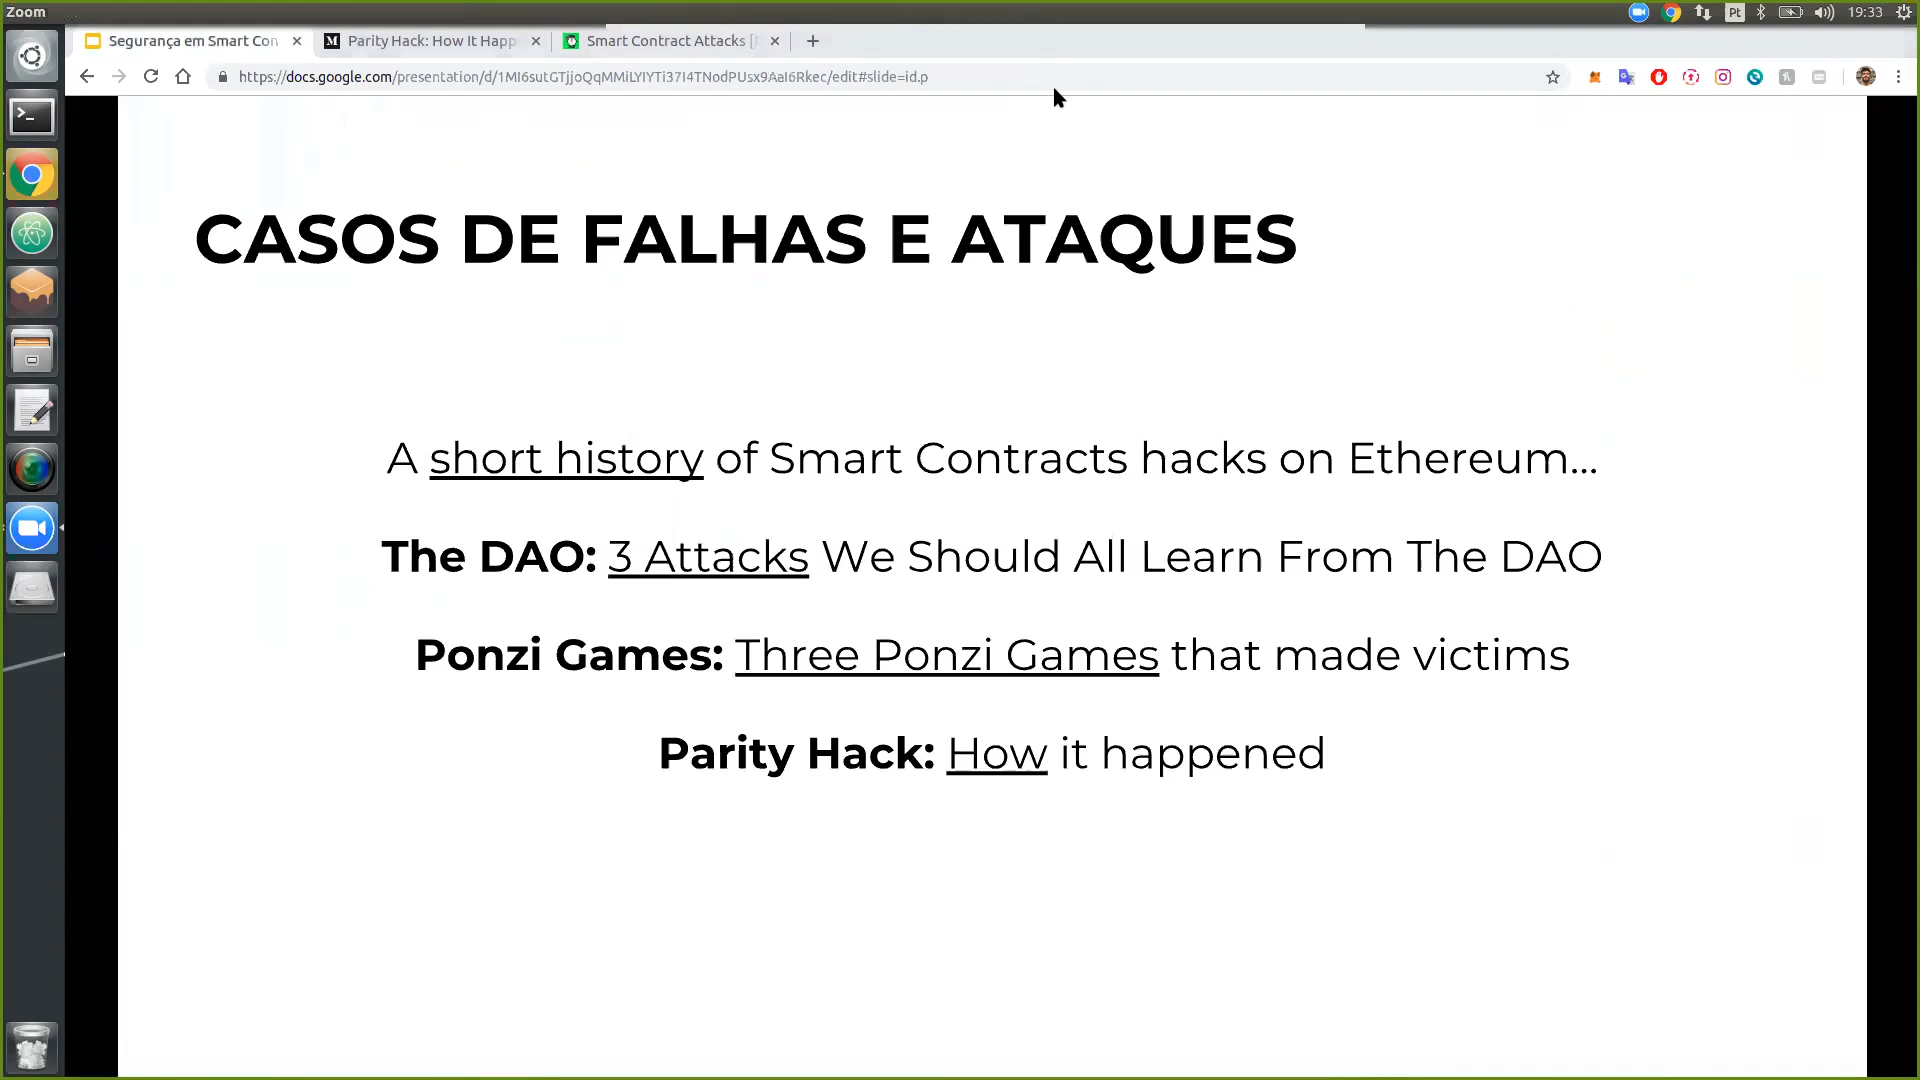 Zoom
Pt
19:33
Segurança em Smart Con
Parity Hack: How It Happ
Smart Contract Attacks [
https://docs.google.com/presentation/d/1MI6sutGTjjoQqMMiLYIYTi37I4TNodPUsx9AaI6Rkec/edit#slide=id.p
CASOS DE FALHAS E ATAQUES
A short history of Smart Contracts hacks on Ethereum...
The DAO: 3 Attacks We Should All Learn From The DAO
Ponzi Games: Three Ponzi Games that made victims
Parity Hack: How it happened